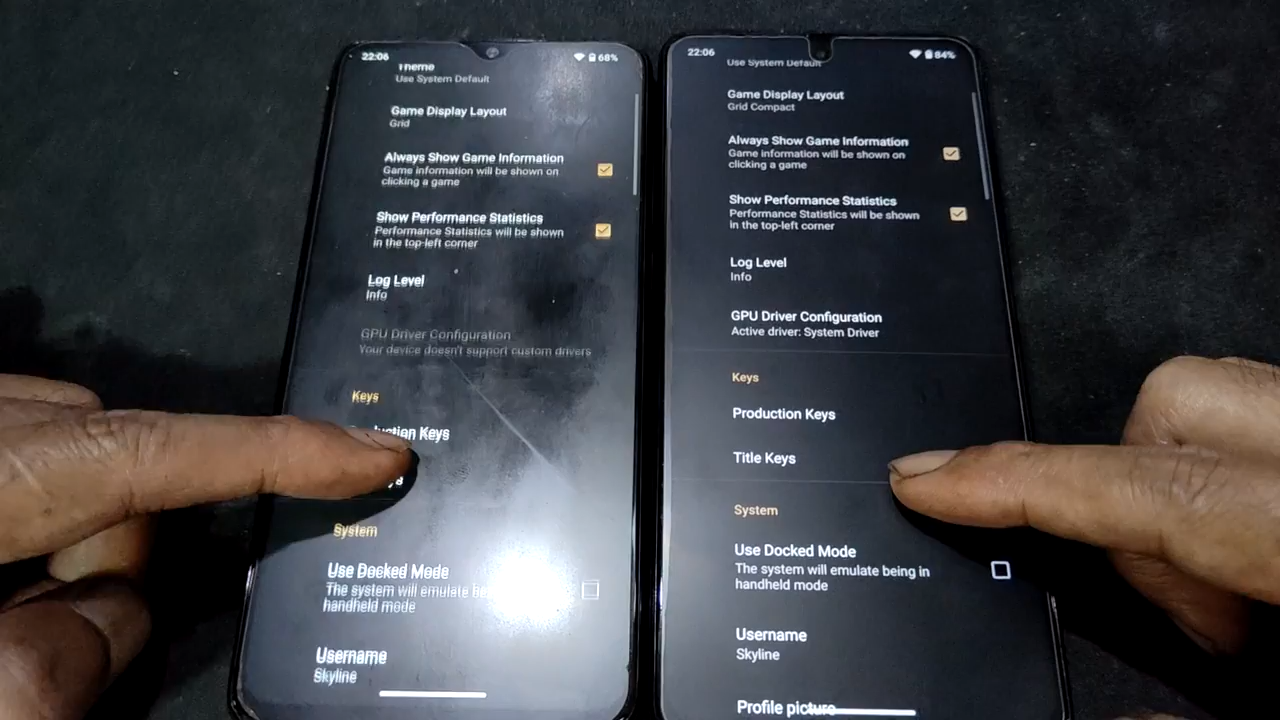 22:06
68%
Theme
Use System Default
Game Display Layout
Grid
Always Show Game Information
Game information will be shown on
clicking a game
Show Performance Statistics
Performance Statistics will be shown
in the top-left corner
Log Level
Info
GPU Driver Configuration
Your device doesn't support custom drivers
Keys
Keys
System
Use Docked Mode
The system will emulate
handheld mode
Username
Skyline
22:06
84%
Use System Default
Game Display Layout
Grid Compact
Always Show Game Information
Game information will be shown on
clicking a game
Show Performance Statistics
Performance Statistics will be shown
in the top-left corner
Log Level
Info
GPU Driver Configuration
Active driver: System Driver
Keys
Production Keys
Title Keys
System
Use Docked Mode
The system will emulate being in
handheld mode
Username
Skyline
Profile picture